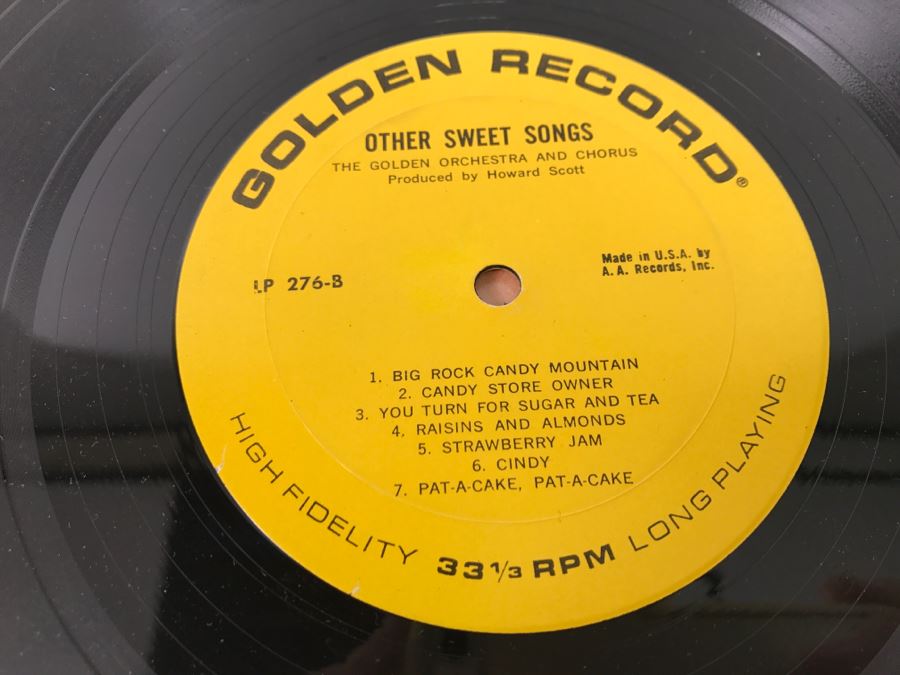 GOLDEN RECORD®
OTHER SWEET SONGS
THE GOLDEN ORCHESTRA AND CHORUS
Produced by Howard Scott
LP 276-B
Made in U.S.A. by
A. A. Records, Inc.
1. BIG ROCK CANDY MOUNTAIN
2. CANDY STORE OWNER
3. YOU TURN FOR SUGAR AND TEA
4. RAISINS AND ALMONDS
5. STRAWBERRY JAM
6. CINDY
7. PAT-A-CAKE, PAT-A-CAKE
HIGH FIDELITY 33 1/3 RPM LONG PLAYING